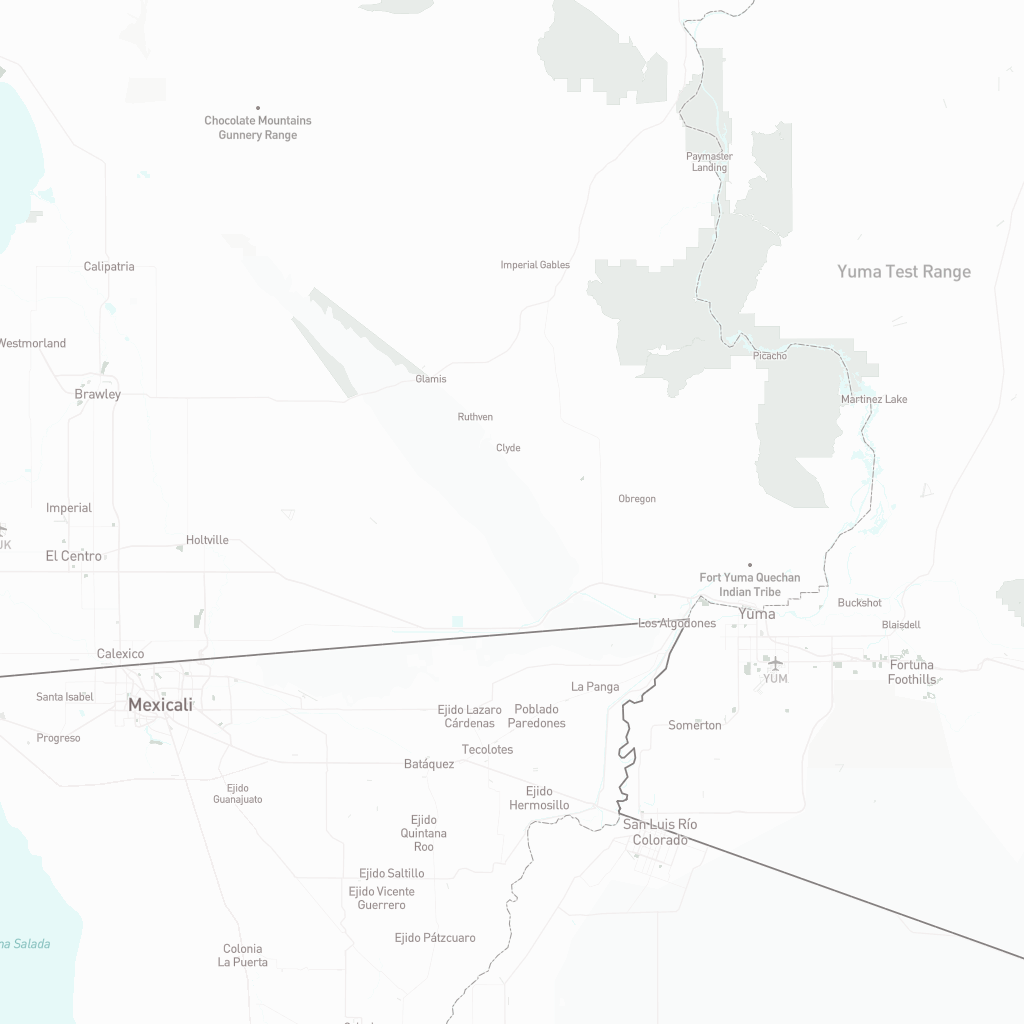 Chocolate Mountains
Gunnery Range
Paymaster
Landing
Calipatria
Imperial Gables
Yuma Test Range
Westmorland
Picacho
Glamis
Brawley
Martinez Lake
Ruthven
Clyde
Obregon
Imperial
Holtville
El Centro
JK
Fort Yuma Quechan
Indian Tribe
Buckshot
Yuma
Los Algodones
Blaisdell
Calexico
Fortuna
Foothills
YUM
La Panga
Santa Isabel
Mexicali
Ejido Lazaro
Cárdenas
Poblado
Paredones
Somerton
Progreso
Tecolotes
Batáquez
Ejido
Guanajuato
Ejido
Hermosillo
Ejido
Quintana
Roo
San Luis Río
Colorado
Ejido Saltillo
Ejido Vicente
Guerrero
Ejido Pátzcuaro
na Salada
Colonia
La Puerta